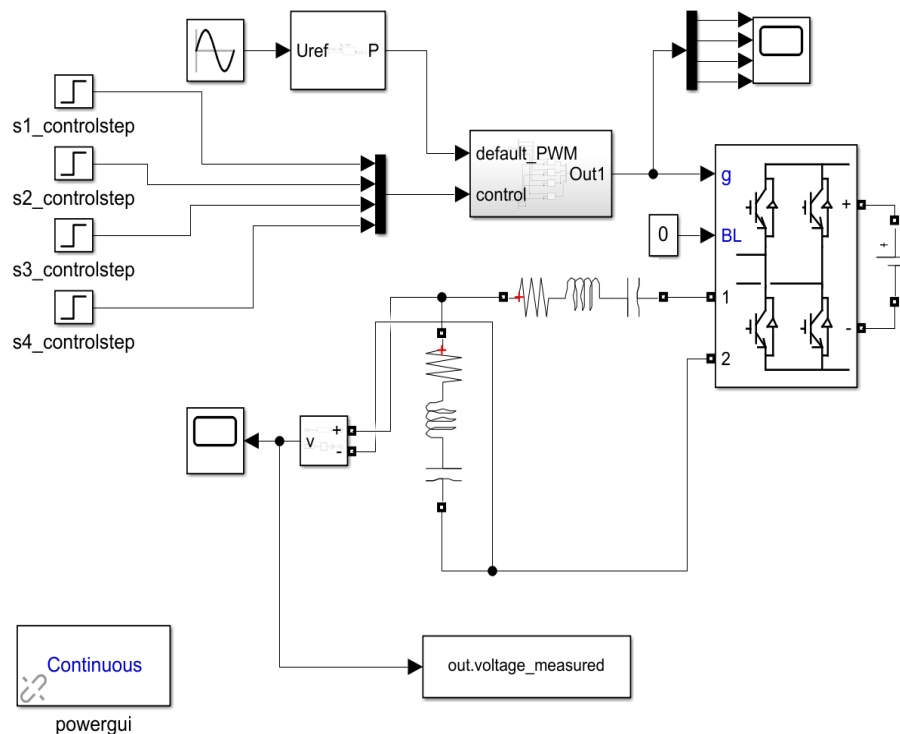 Uref P
s1_controlstep
s2_controlstep
s3_controlstep
s4_controlstep
default_PWM
control
Out1
g
BL
1
2
+
-
+
0
v
+
-
Continuous
powergui
out.voltage_measured